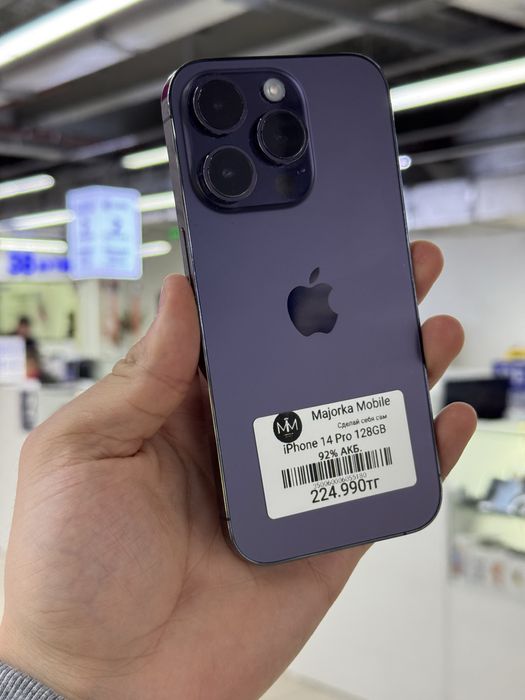 MM
Majorka Mobile
Сделай себя сам
iPhone 14 Pro 128GB
92% АКБ.
224.990тг